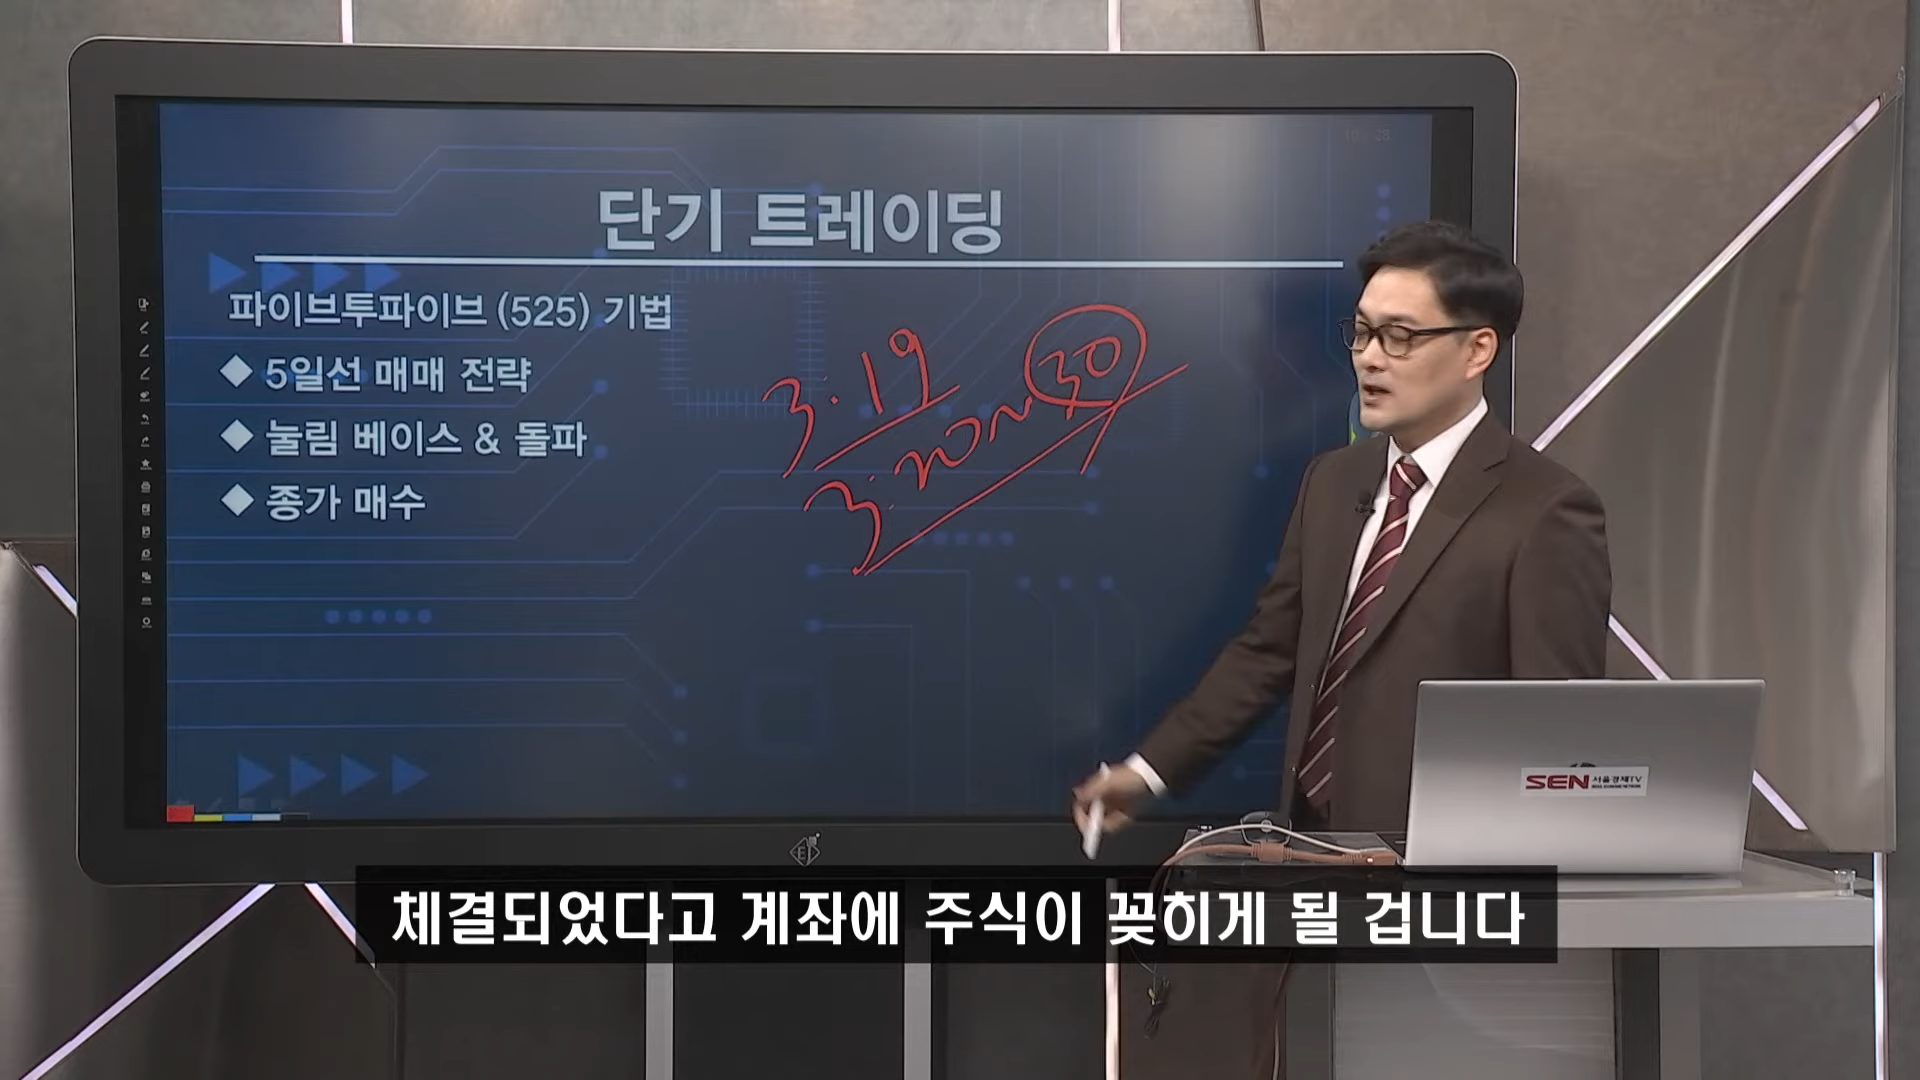 단기 트레이딩
파이브투파이브 (525) 기법
◆ 5일선 매매 전략
◆ 눌림 베이스 & 돌파
◆ 종가 매수
3.19
3:20~30
SEN 서울경제TV
체결되었다고 계좌에 주식이 꽂히게 될 겁니다